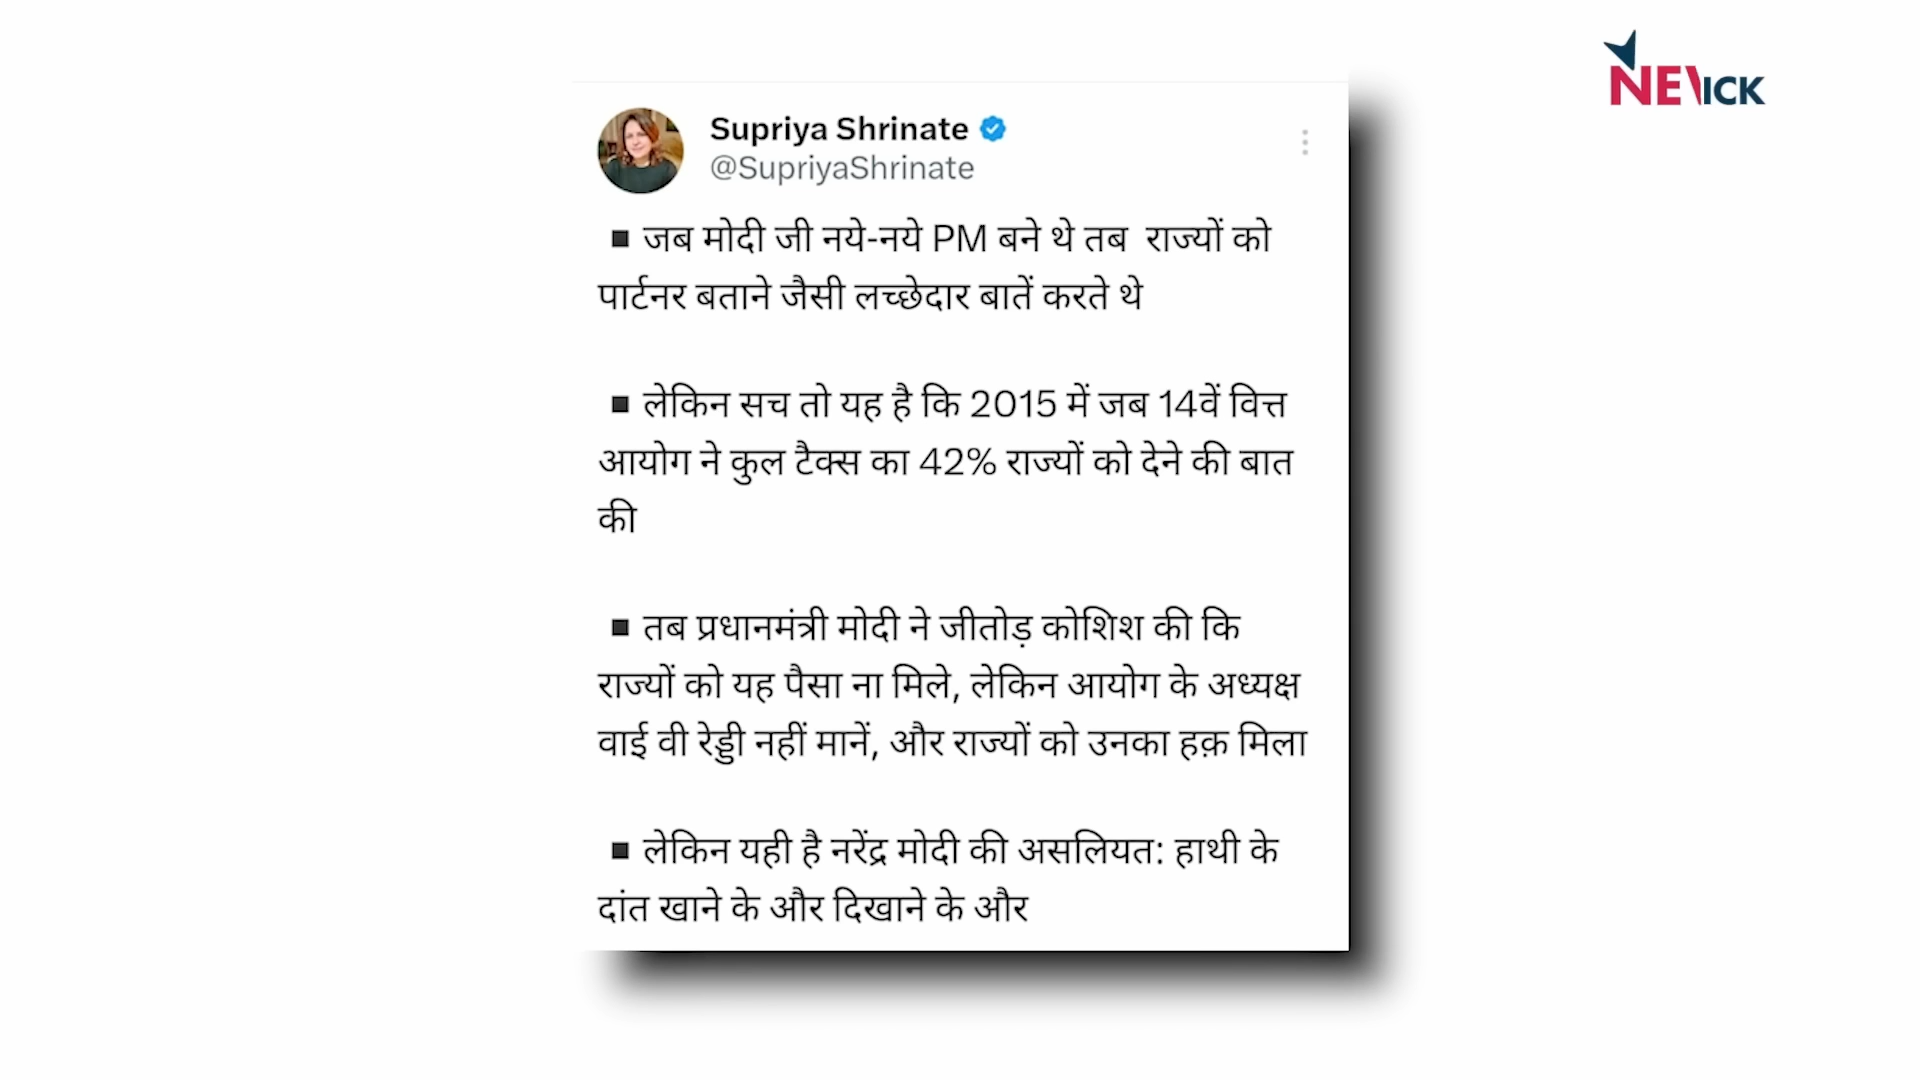 NEWICK
Supriya Shrinate
@SupriyaShrinate
▪ जब मोदी जी नये-नये PM बने थे तब राज्यों को
पार्टनर बताने जैसी लच्छेदार बातें करते थे
▪ लेकिन सच तो यह है कि 2015 में जब 14वें वित्त
आयोग ने कुल टैक्स का 42% राज्यों को देने की बात
की
▪ तब प्रधानमंत्री मोदी ने जीतोड़ कोशिश की कि
राज्यों को यह पैसा ना मिले, लेकिन आयोग के अध्यक्ष
वाई वी रेड्डी नहीं मानें, और राज्यों को उनका हक़ मिला
▪ लेकिन यही है नरेंद्र मोदी की असलियत: हाथी के
दांत खाने के और दिखाने के और